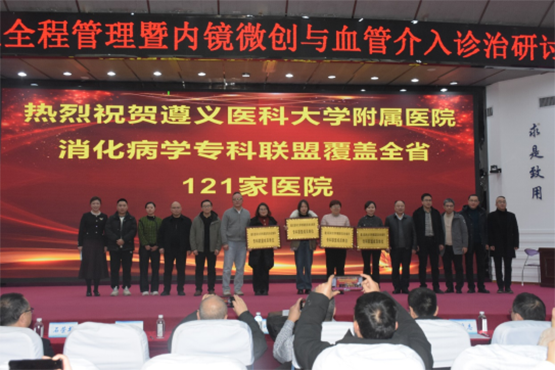 全程管理暨内镜微创与血管介入诊治研讨
热烈祝贺遵义医科大学附属医院
消化病学专科联盟覆盖全省
121家医院
求是致用